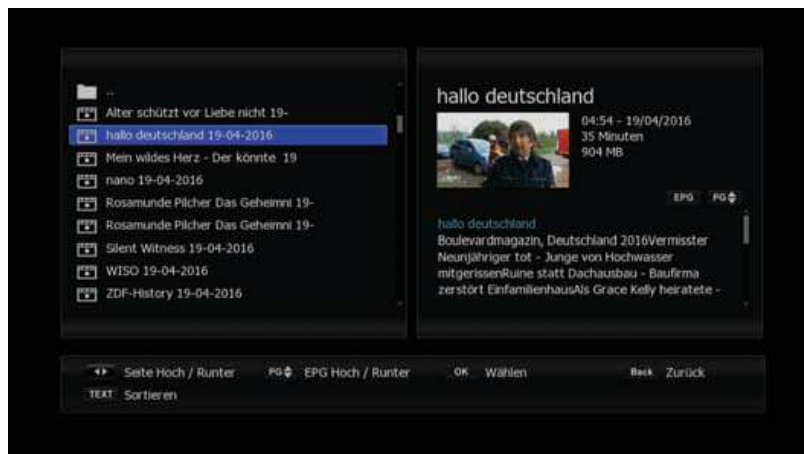 ..
Alter schützt vor Liebe nicht 19-
hallo deutschland 19-04-2016
Mein wildes Herz - Der könnte 19
nano 19-04-2016
Rosamunde Pilcher Das Geheimni 19-
Rosamunde Pilcher Das Geheimni 19-
Silent Witness 19-04-2016
WISO 19-04-2016
ZDF-History 19-04-2016
hallo deutschland
04:54 - 19/04/2016
35 Minuten
904 MB
EPG PG
hallo deutschland
Boulevardmagazin, Deutschland 2016Vermisster
Neunjähriger tot - Junge von Hochwasser
mitgerissenRuine statt Dachausbau - Baufirma
zerstört EinfamilienhausAls Grace Kelly heiratete -
Seite Hoch / Runter PG EPG Hoch / Runter OK Wählen Back Zurück
TEXT Sortieren